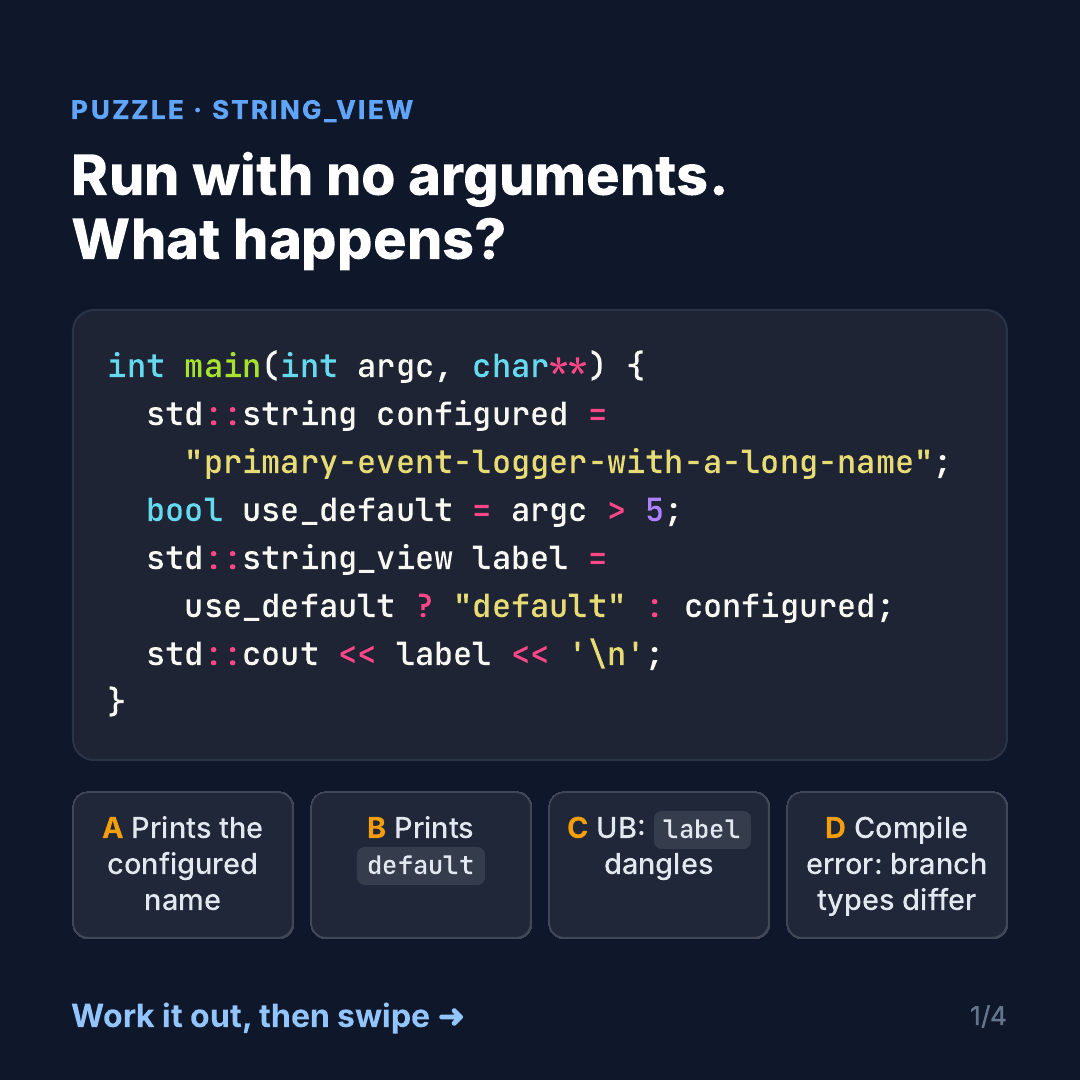 PUZZLE · STRING_VIEW
Run with no arguments.
What happens?
int main(int argc, char**) {
  std::string configured =
    "primary-event-logger-with-a-long-name";
  bool use_default = argc > 5;
  std::string_view label =
    use_default ? "default" : configured;
  std::cout << label << '\n';
}
A Prints the
configured
name
B Prints
default
C UB: label
dangles
D Compile
error: branch
types differ
Work it out, then swipe ➜
1/4